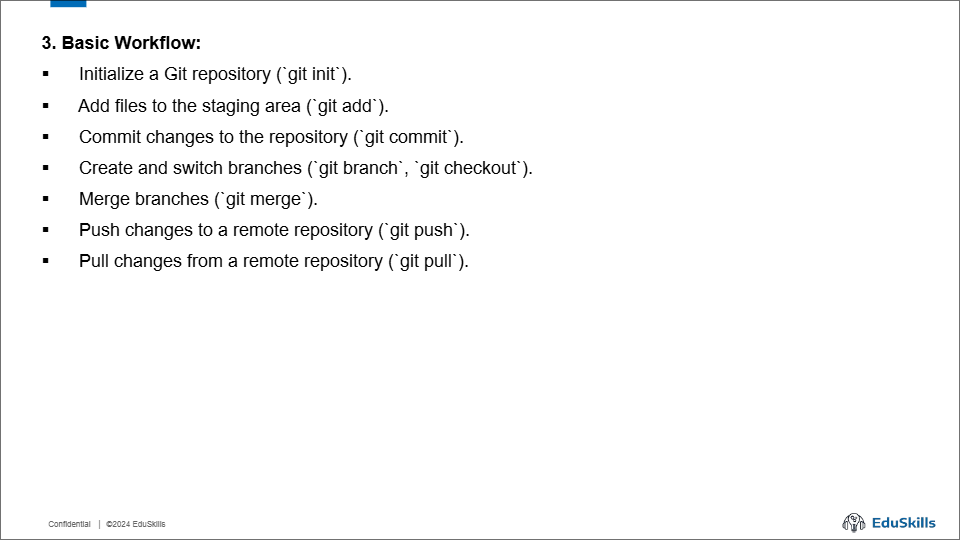 3. Basic Workflow:
▪ Initialize a Git repository (`git init`).
▪ Add files to the staging area (`git add`).
▪ Commit changes to the repository (`git commit`).
▪ Create and switch branches (`git branch`, `git checkout`).
▪ Merge branches (`git merge`).
▪ Push changes to a remote repository (`git push`).
▪ Pull changes from a remote repository (`git pull`).
Confidential | ©2024 EduSkills
EduSkills